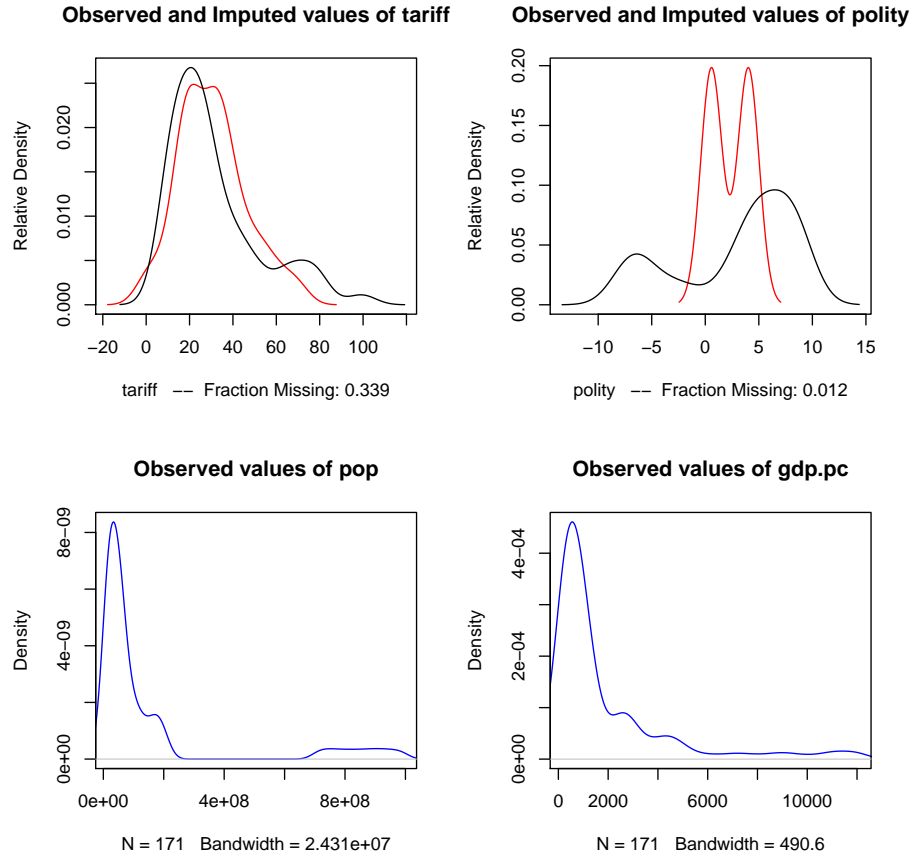 Observed and Imputed values of tariff
Relative Density
0.000 0.010 0.020
−20 0 20 40 60 80 100
tariff −− Fraction Missing: 0.339
Observed and Imputed values of polity
Relative Density
0.00 0.05 0.10 0.15 0.20
−10 −5 0 5 10 15
polity −− Fraction Missing: 0.012
Observed values of pop
Density
0e+00 4e−09 8e−09
0e+00 4e+08 8e+08
N = 171 Bandwidth = 2.431e+07
Observed values of gdp.pc
Density
0e+00 2e−04 4e−04
0 2000 6000 10000
N = 171 Bandwidth = 490.6